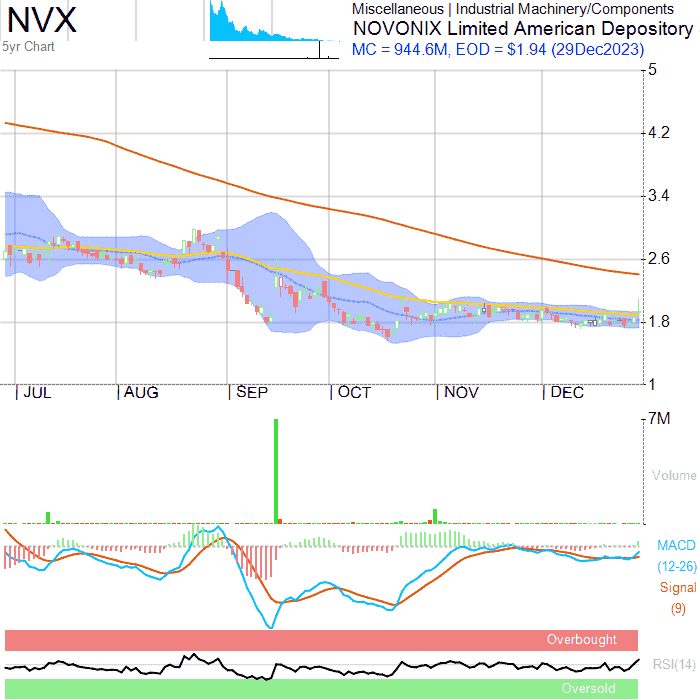 NVX
5yr Chart
Miscellaneous | Industrial Machinery/Components
NOVONIX Limited American Depository
MC = 944.6M, EOD = $1.94 (29Dec2023)
5
4.2
3.4
2.6
1.8
1
JUL AUG SEP OCT NOV DEC
7M
Volume
MACD
(12-26)
Signal
(9)
Overbought
RSI(14)
Oversold